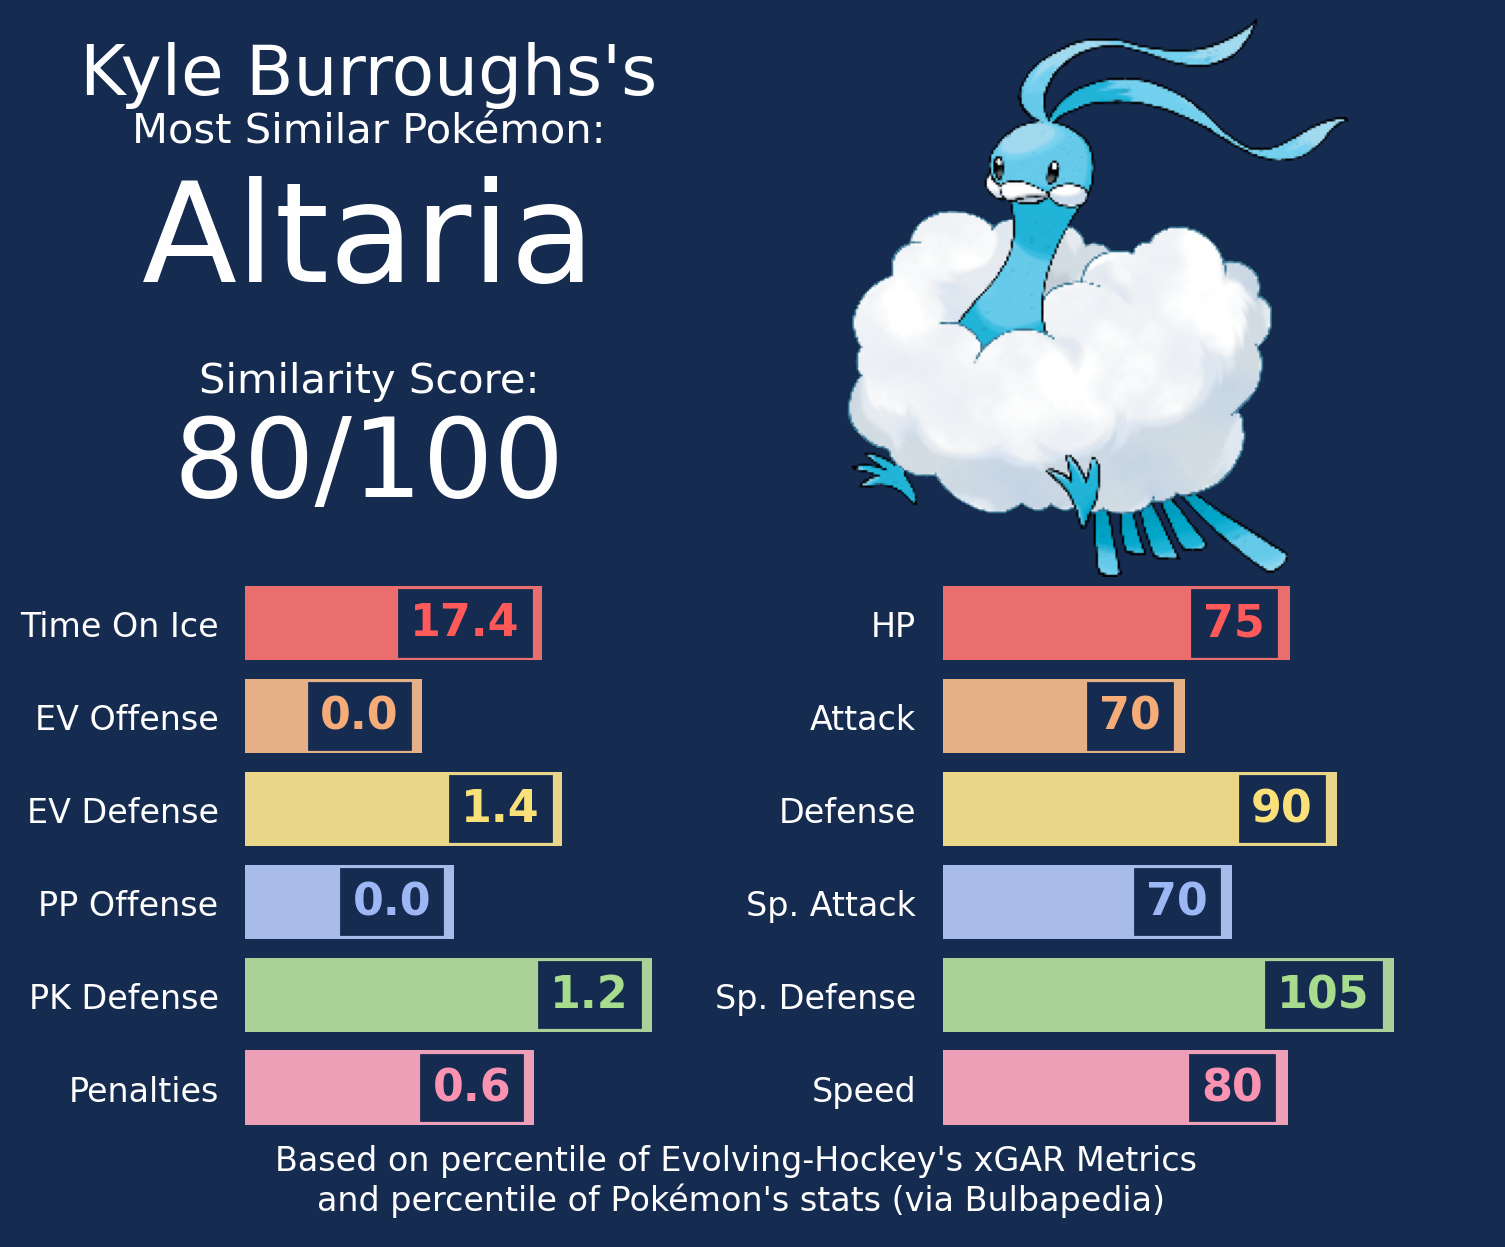 Kyle Burroughs's
Most Similar Pokémon:
Altaria
Similarity Score:
80/100
Time On Ice 17.4
EV Offense 0.0
EV Defense 1.4
PP Offense 0.0
PK Defense 1.2
Penalties 0.6
HP 75
Attack 70
Defense 90
Sp. Attack 70
Sp. Defense 105
Speed 80
Based on percentile of Evolving-Hockey's xGAR Metrics
and percentile of Pokémon's stats (via Bulbapedia)